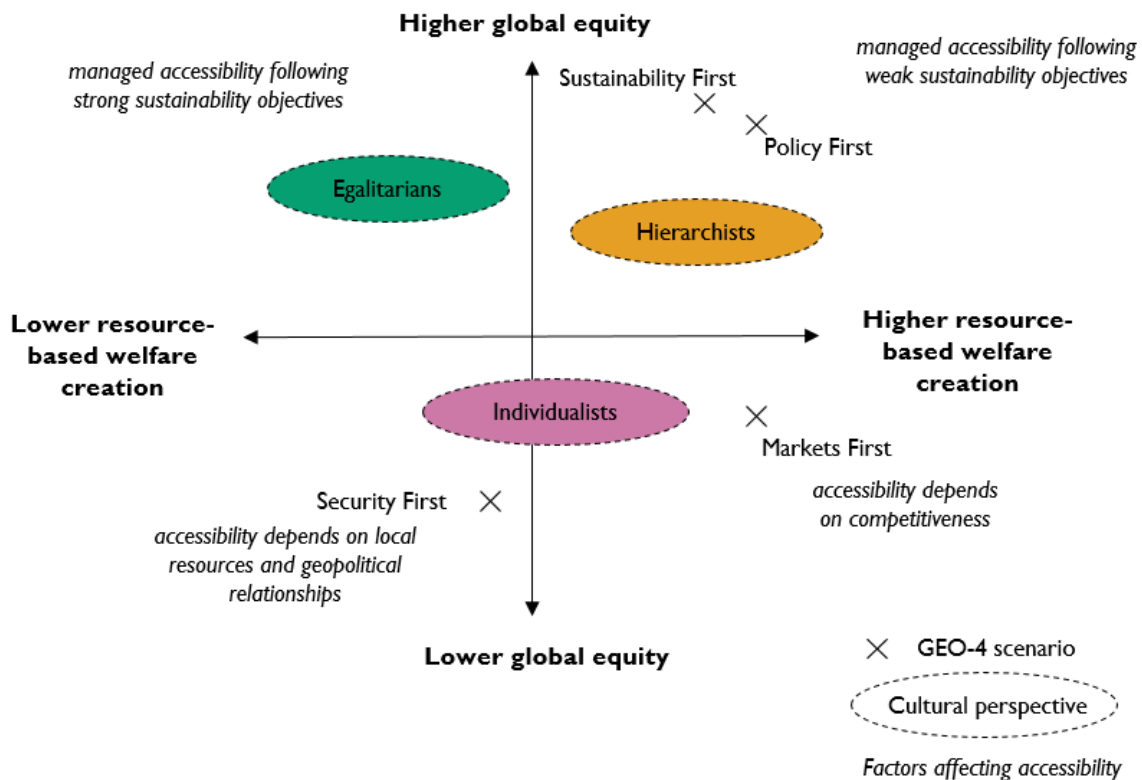 Higher global equity
managed accessibility following
strong sustainability objectives
managed accessibility following
weak sustainability objectives
Sustainability First
Policy First
Egalitarians
Hierarchists
Lower resource-
based welfare
creation
Higher resource-
based welfare
creation
Individualists
Markets First
accessibility depends
on competitiveness
Security First
accessibility depends on local
resources and geopolitical
relationships
Lower global equity
GEO-4 scenario
Cultural perspective
Factors affecting accessibility